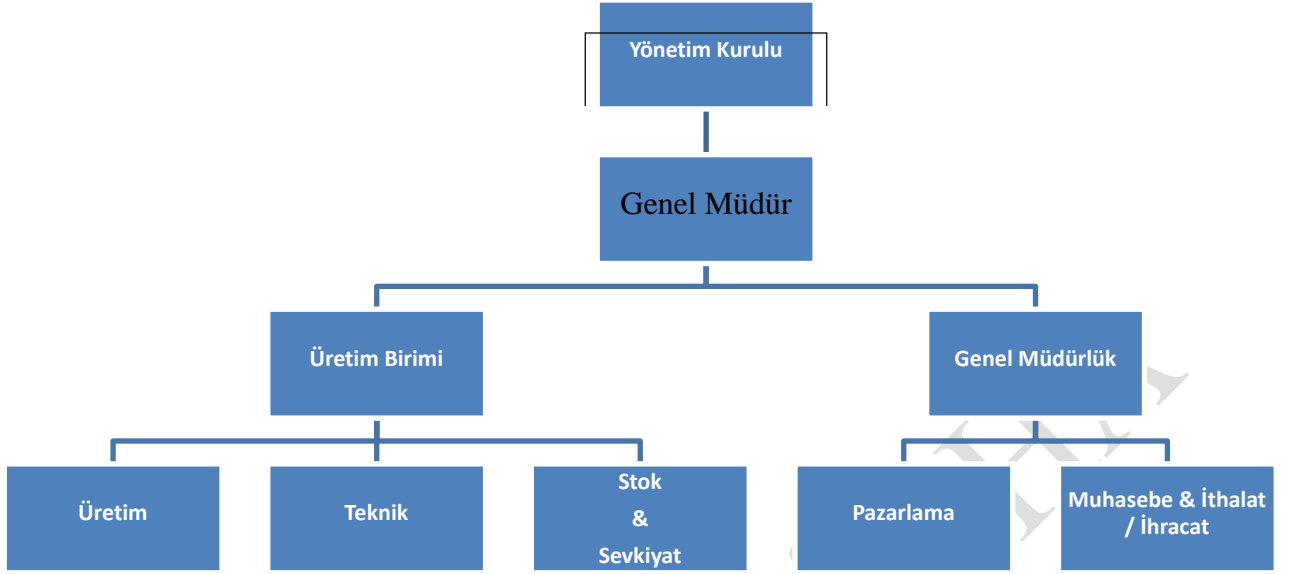 Yönetim Kurulu
Genel Müdür
Üretim Birimi
Genel Müdürlük
Üretim
Teknik
Stok
&
Sevkiyat
Pazarlama
Muhasebe & İthalat
/ İhracat